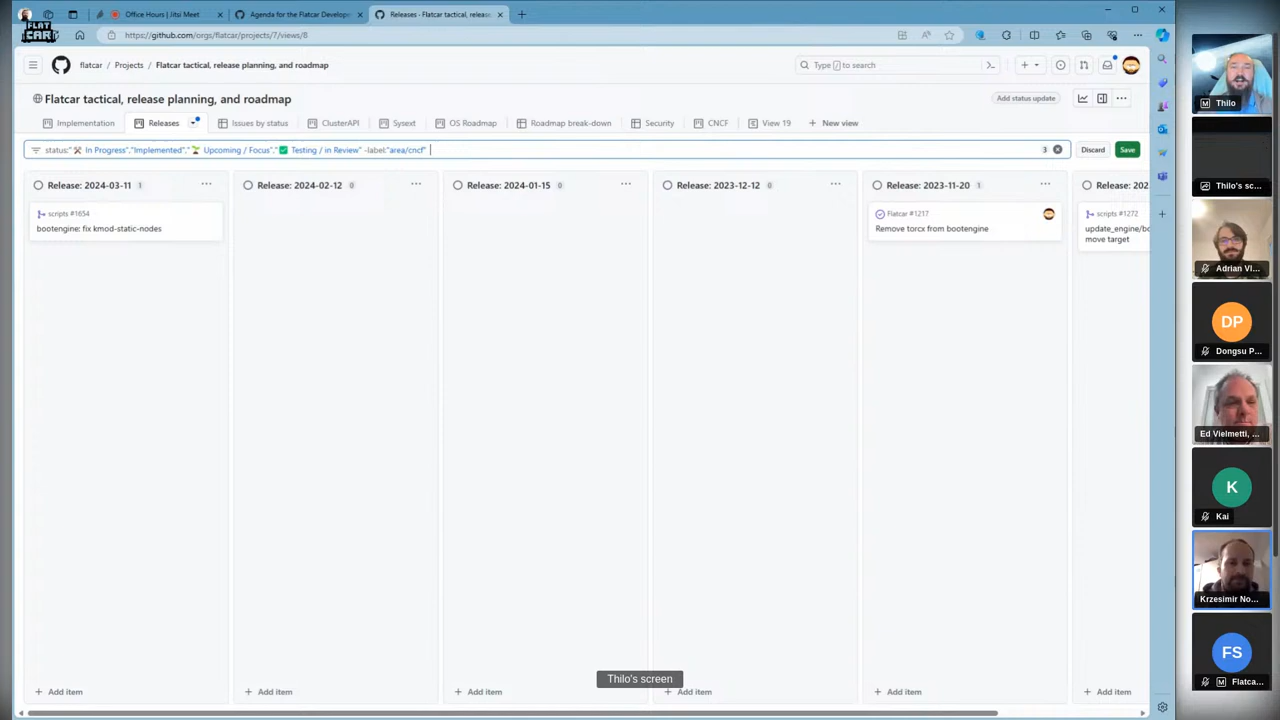 FLAT
CAR
Office Hours | Jitsi Meet
Agenda for the Flatcar Develop
Releases · Flatcar tactical, release
https://github.com/orgs/flatcar/projects/7/views/8
flatcar / Projects / Flatcar tactical, release planning, and roadmap
Type / to search
Flatcar tactical, release planning, and roadmap
Add status update
Implementation
Releases
Issues by status
ClusterAPI
Sysext
OS Roadmap
Roadmap break-down
Security
CNCF
View 19
New view
status:"🛠 In Progress","Implemented","🌱 Upcoming / Focus","✅ Testing / in Review" -label:"area/cncf"
3
Discard
Save
Release: 2024-03-11 1
Release: 2024-02-12 0
Release: 2024-01-15 0
Release: 2023-12-12 0
Release: 2023-11-20 1
Release: 202
scripts #1654
bootengine: fix kmod-static-nodes
Flatcar #1217
Remove torcx from bootengine
scripts #1272
update_engine/bo
move target
Add item
Add item
Add item
Add item
Add item
Add item
Thilo's screen
M Thilo
Thilo's sc...
Adrian Vl...
DP
Dongsu P...
Ed Vielmetti, ...
K
Kai
Krzesimir No...
FS
M Flatca...